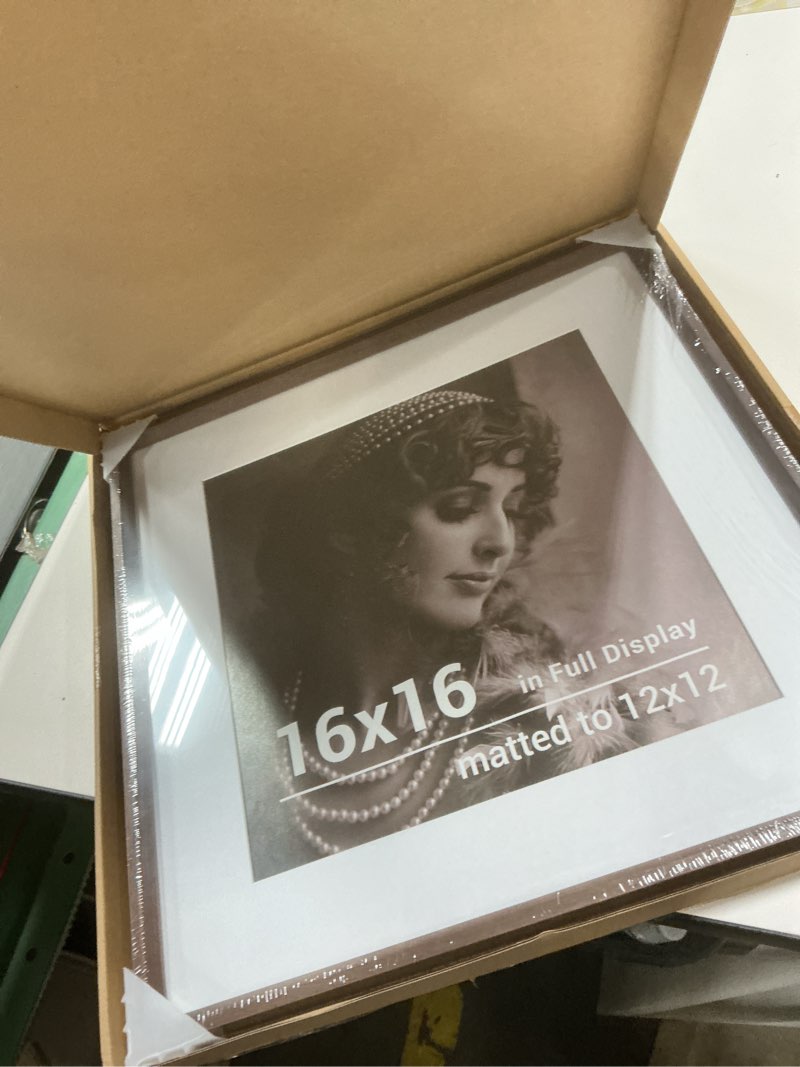 16x16 in Full Display
matted to 12x12